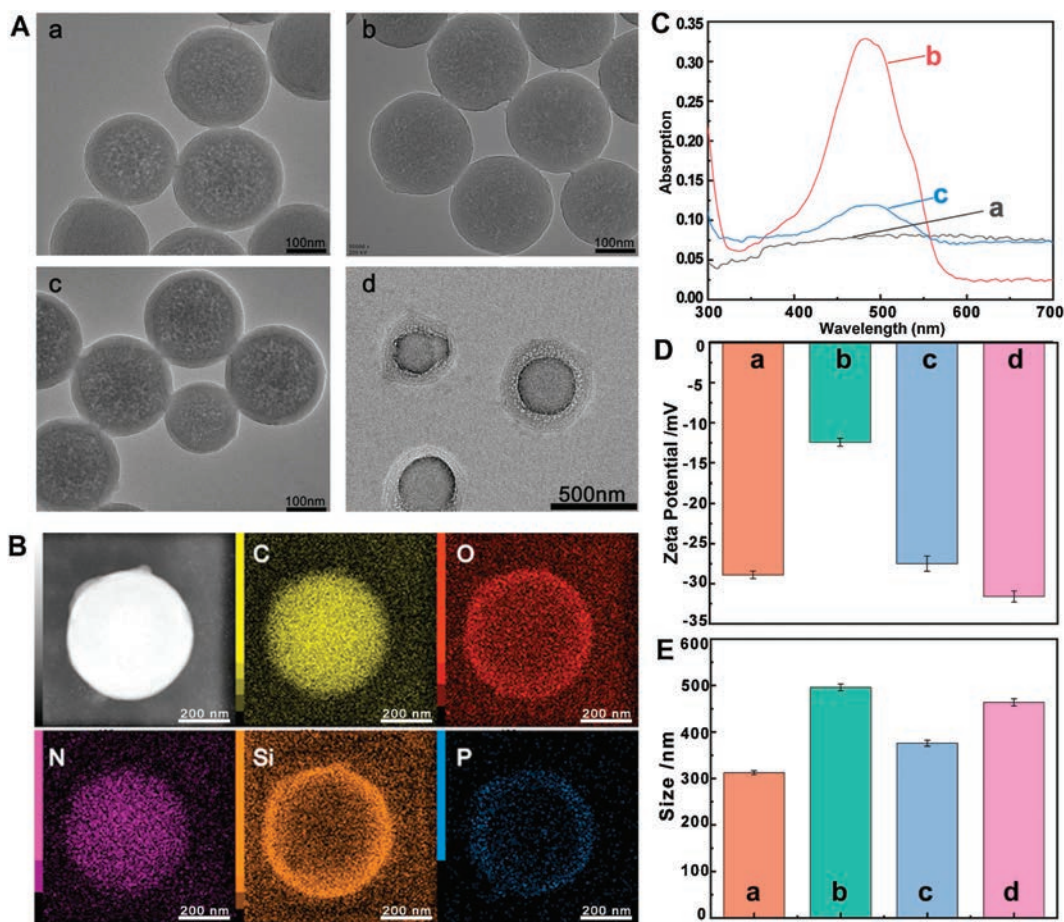 A
a
100nm
b
100nm
c
100nm
d
500nm
B
200 nm
C
200 nm
O
200 nm
N
200 nm
Si
200 nm
P
200 nm
C
0.35
0.30
0.25
0.20
0.15
0.10
0.05
0.00
Absorption
b
c
a
300
400
500
600
700
Wavelength (nm)
D
0
-5
-10
-15
-20
-25
-30
-35
Zeta Potential /mV
a
b
c
d
E
600
500
400
300
200
100
0
Size /nm
a
b
c
d